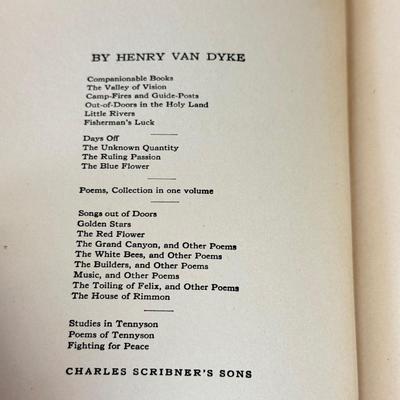 BY HENRY VAN DYKE
Companionable Books
The Valley of Vision
Camp-Fires and Guide-Posts
Out-of-Doors in the Holy Land
Little Rivers
Fisherman's Luck
Days Off
The Unknown Quantity
The Ruling Passion
The Blue Flower
Poems, Collection in one volume
Songs out of Doors
Golden Stars
The Red Flower
The Grand Canyon, and Other Poems
The White Bees, and Other Poems
The Builders, and Other Poems
Music, and Other Poems
The Toiling of Felix, and Other Poems
The House of Rimmon
Studies in Tennyson
Poems of Tennyson
Fighting for Peace
CHARLES SCRIBNER'S SONS